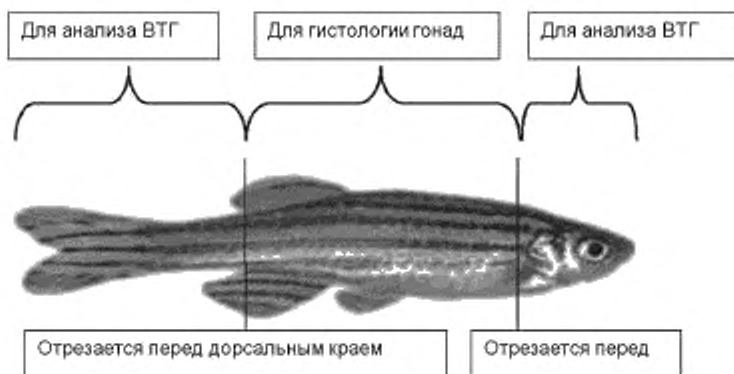 Для анализа ВТГ
Для гистологии гонад
Для анализа ВТГ
Отрезается перед дорсальным краем
Отрезается перед